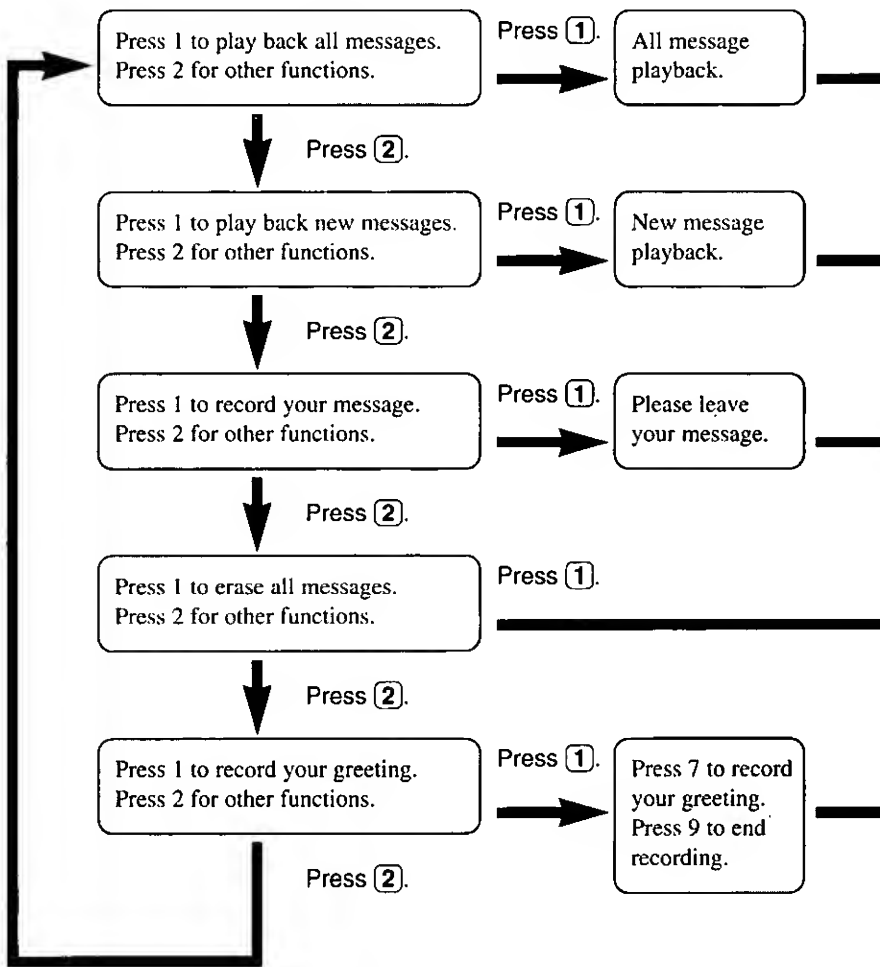 Press 1 to play back all messages.
Press 2 for other functions.
Press 1.
All message
playback.
Press 2.
Press 1 to play back new messages.
Press 2 for other functions.
Press 1.
New message
playback.
Press 2.
Press 1 to record your message.
Press 2 for other functions.
Press 1.
Please leave
your message.
Press 2.
Press 1 to erase all messages.
Press 2 for other functions.
Press 1.
Press 2.
Press 1 to record your greeting.
Press 2 for other functions.
Press 1.
Press 7 to record
your greeting.
Press 9 to end
recording.
Press 2.